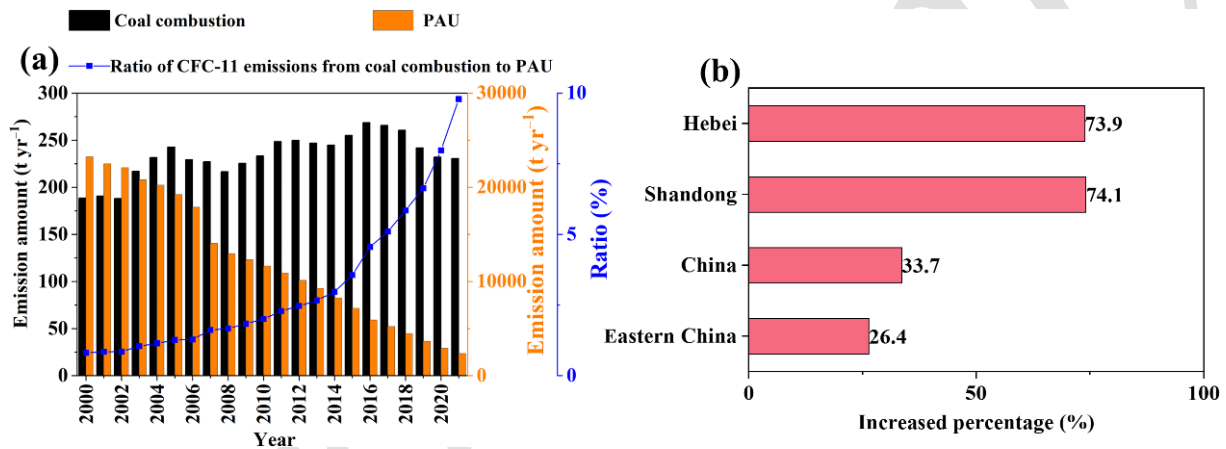 Coal combustion
PAU
(a)
Ratio of CFC-11 emissions from coal combustion to PAU
300
250
200
150
100
50
0
Emission amount (t yr⁻¹)
30000
20000
10000
0
Emission amount (t yr⁻¹)
10
5
0
Ratio (%)
2000
2002
2004
2006
2008
2010
2012
2014
2016
2018
2020
Year
(b)
Hebei
73.9
Shandong
74.1
China
33.7
Eastern China
26.4
0
50
100
Increased percentage (%)